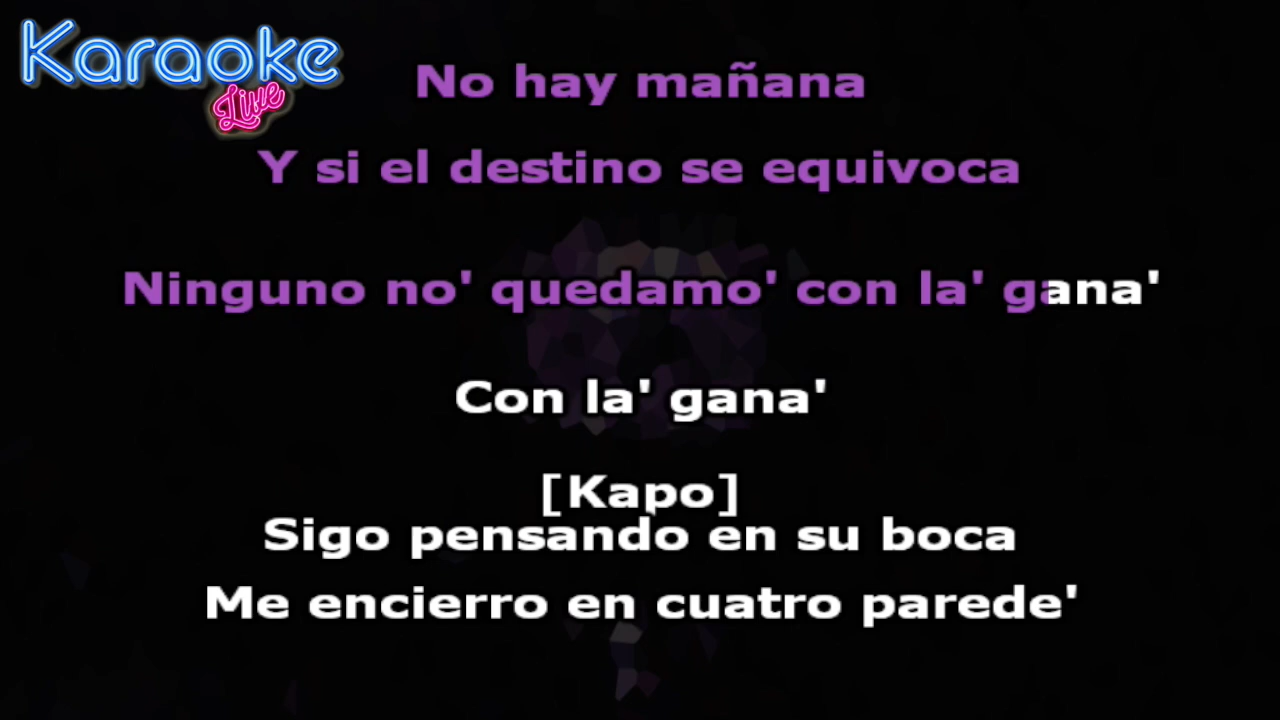 Karaoke
Live
No hay mañana
Y si el destino se equivoca
Ninguno no' quedamo' con la' gana'
Con la' gana'
[Kapo]
Sigo pensando en su boca
Me encierro en cuatro parede'